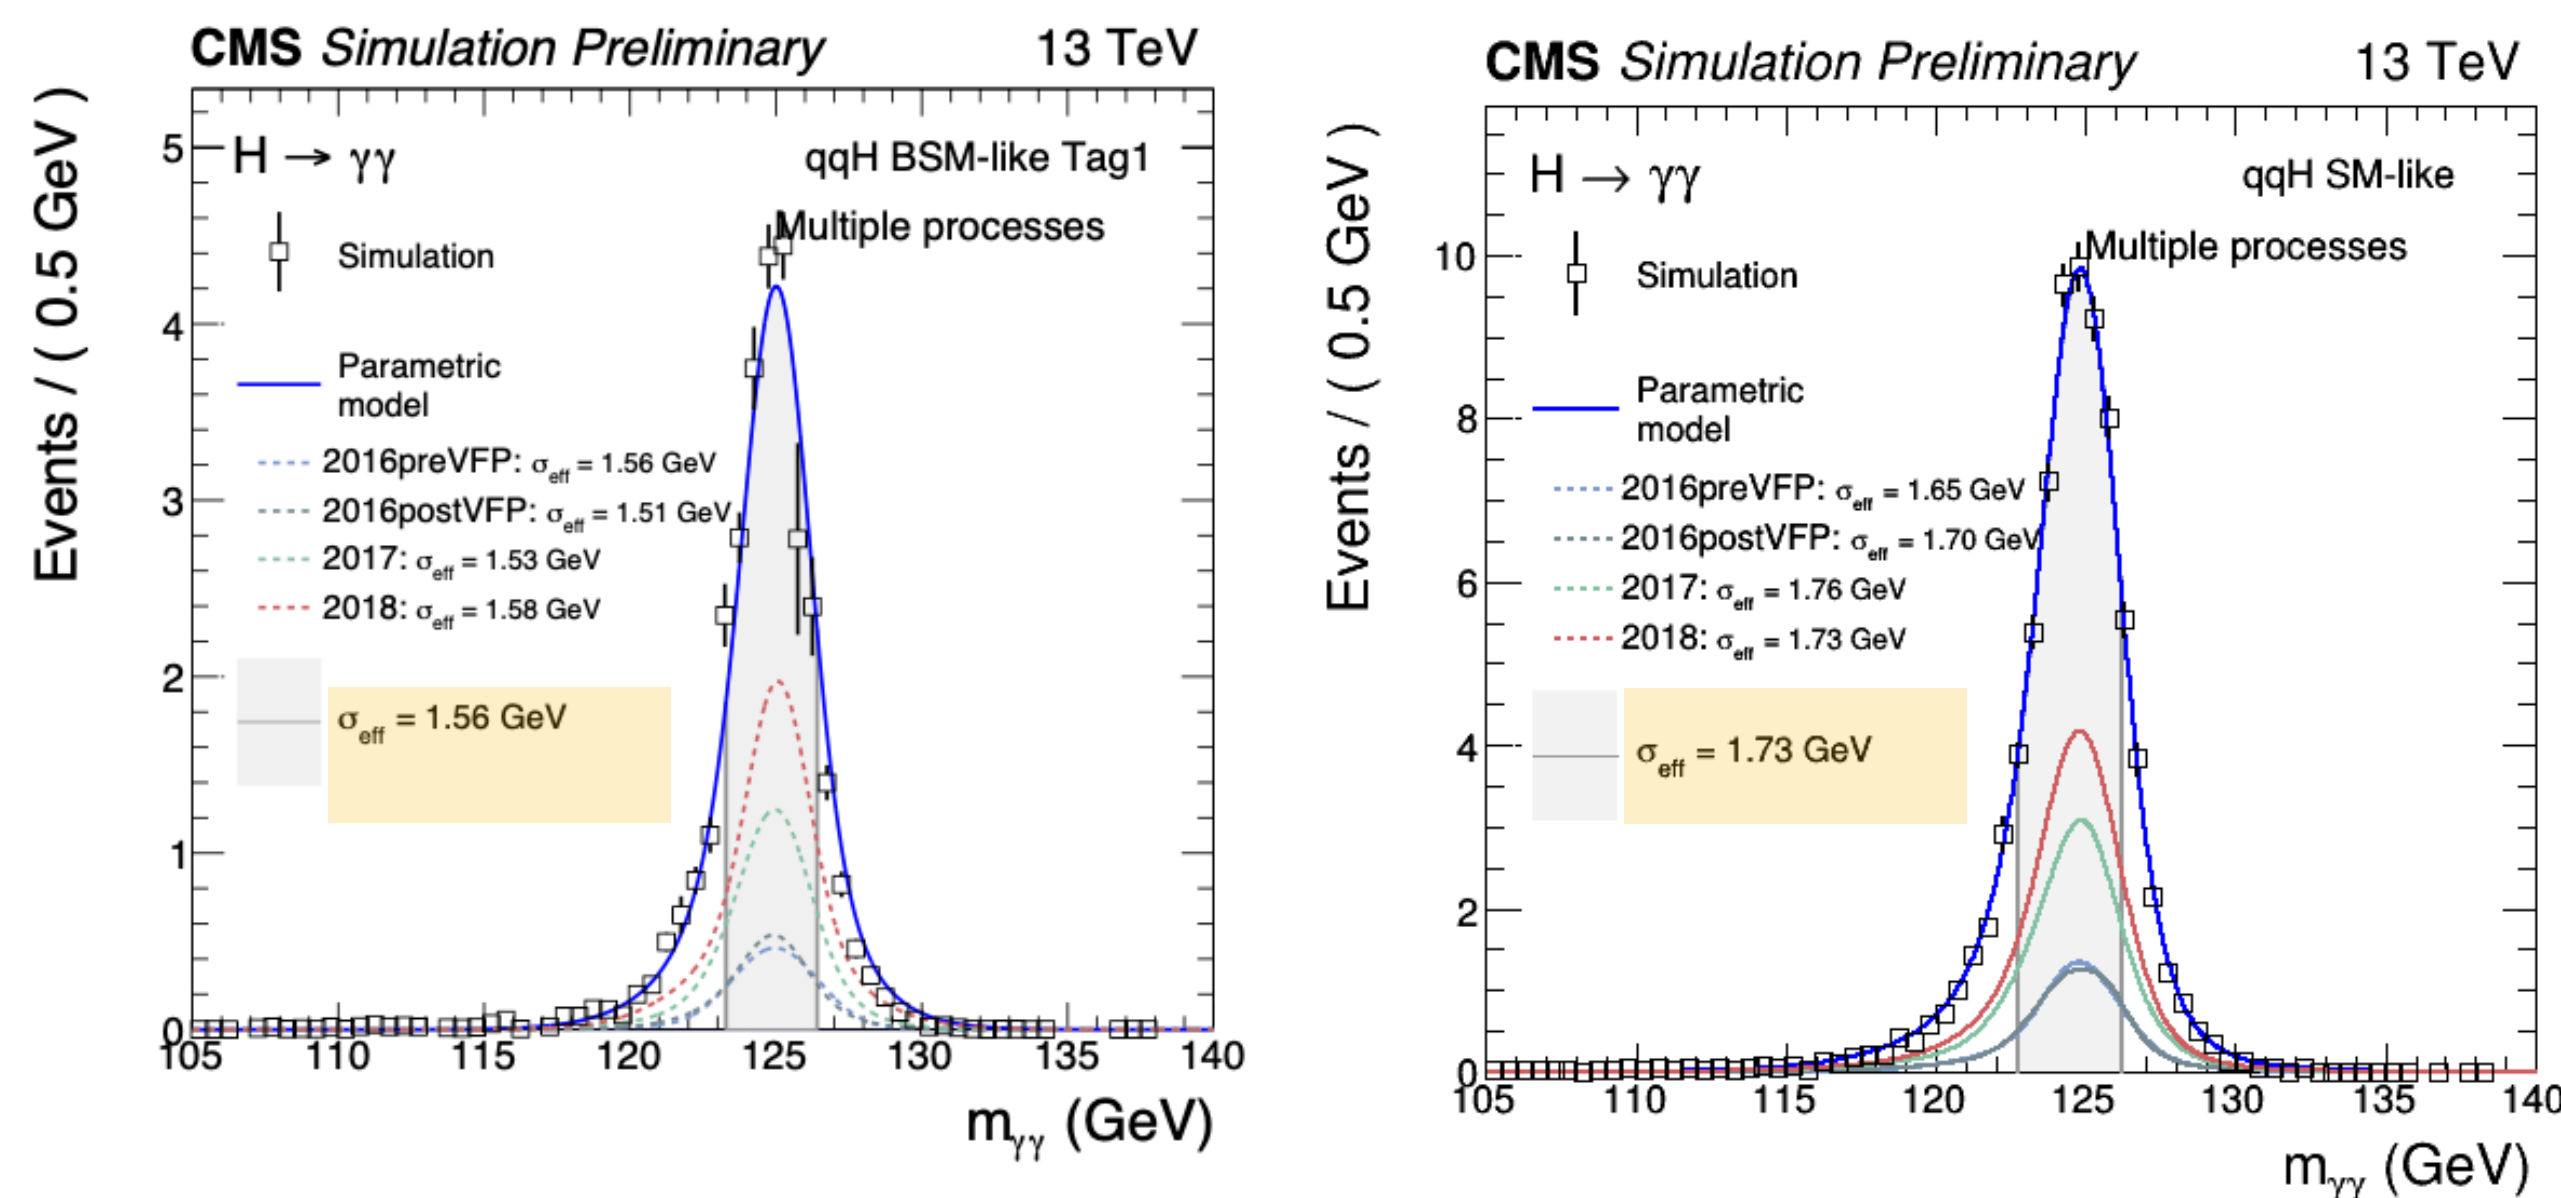 CMS Simulation Preliminary 13 TeV
Events / ( 0.5 GeV )
H → γγ
qqH BSM-like Tag1
Multiple processes
Simulation
Parametric
model
2016preVFP: σeff = 1.56 GeV
2016postVFP: σeff = 1.51 GeV
2017: σeff = 1.53 GeV
2018: σeff = 1.58 GeV
σeff = 1.56 GeV
5
4
3
2
1
0
105 110 115 120 125 130 135 140
mγγ (GeV)
CMS Simulation Preliminary 13 TeV
Events / ( 0.5 GeV )
H → γγ
qqH SM-like
Multiple processes
Simulation
Parametric
model
2016preVFP: σeff = 1.65 GeV
2016postVFP: σeff = 1.70 GeV
2017: σeff = 1.76 GeV
2018: σeff = 1.73 GeV
σeff = 1.73 GeV
10
8
6
4
2
0
105 110 115 120 125 130 135 140
mγγ (GeV)